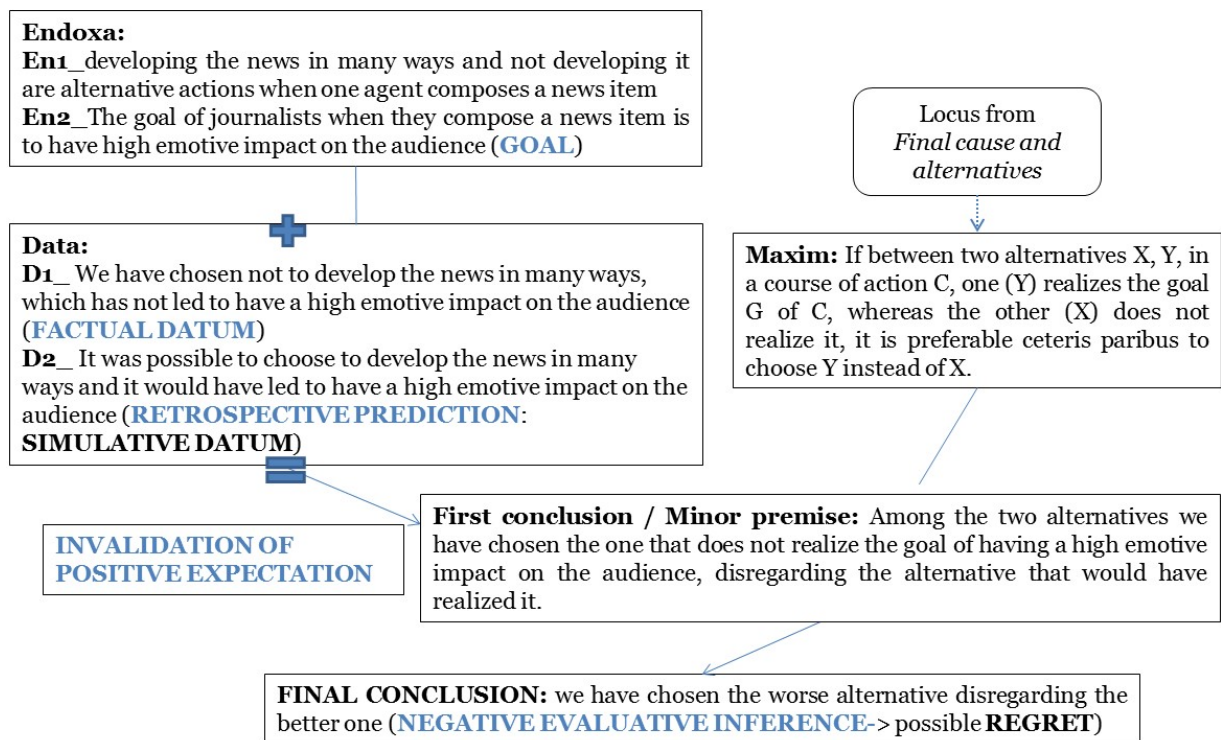 Endoxa:
En1_developing the news in many ways and not developing it
are alternative actions when one agent composes a news item
En2_The goal of journalists when they compose a news item is
to have high emotive impact on the audience (GOAL)
Locus from
Final cause and
alternatives
Data:
D1_ We have chosen not to develop the news in many ways,
which has not led to have a high emotive impact on the audience
(FACTUAL DATUM)
D2_ It was possible to choose to develop the news in many
ways and it would have led to have a high emotive impact on the
audience (RETROSPECTIVE PREDICTION:
SIMULATIVE DATUM)
Maxim: If between two alternatives X, Y, in
a course of action C, one (Y) realizes the goal
G of C, whereas the other (X) does not
realize it, it is preferable ceteris paribus to
choose Y instead of X.
INVALIDATION OF
POSITIVE EXPECTATION
First conclusion / Minor premise: Among the two alternatives we
have chosen the one that does not realize the goal of having a high emotive
impact on the audience, disregarding the alternative that would have
realized it.
FINAL CONCLUSION: we have chosen the worse alternative disregarding the
better one (NEGATIVE EVALUATIVE INFERENCE-> possible REGRET)